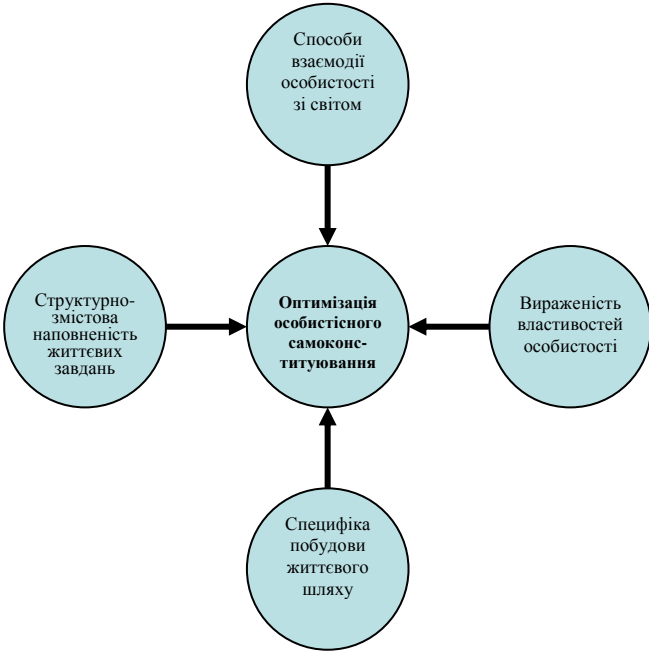 Способи
взаємодії
особистості
зі світом
Структурно-
змістова
наповненість
життєвих
завдань
Оптимізація
особистісного
самоконс-
титуювання
Вираженість
властивостей
особистості
Специфіка
побудови
життєвого
шляху